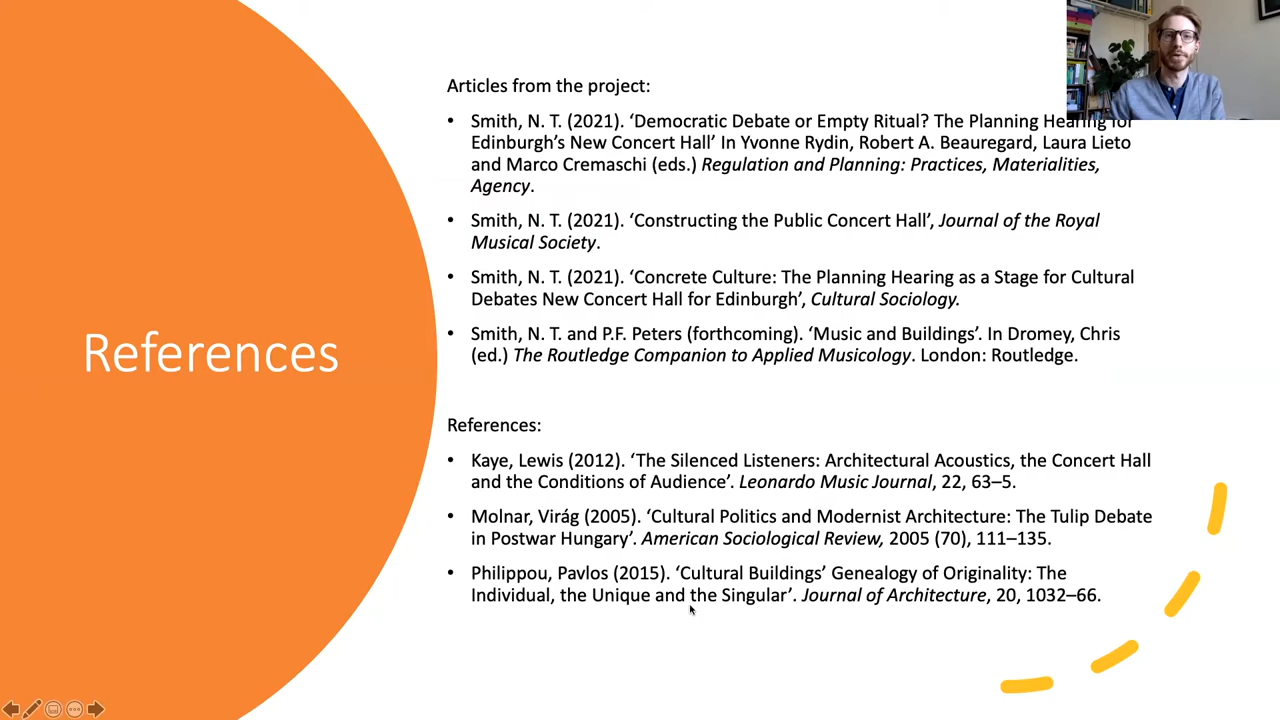 References
Articles from the project:
• Smith, N. T. (2021). ‘Democratic Debate or Empty Ritual? The Planning Hearing for
Edinburgh’s New Concert Hall’ In Yvonne Rydin, Robert A. Beauregard, Laura Lieto
and Marco Cremaschi (eds.) Regulation and Planning: Practices, Materialities,
Agency.
• Smith, N. T. (2021). ‘Constructing the Public Concert Hall’, Journal of the Royal
Musical Society.
• Smith, N. T. (2021). ‘Concrete Culture: The Planning Hearing as a Stage for Cultural
Debates New Concert Hall for Edinburgh’, Cultural Sociology.
• Smith, N. T. and P.F. Peters (forthcoming). ‘Music and Buildings’. In Dromey, Chris
(ed.) The Routledge Companion to Applied Musicology. London: Routledge.
References:
• Kaye, Lewis (2012). ‘The Silenced Listeners: Architectural Acoustics, the Concert Hall
and the Conditions of Audience’. Leonardo Music Journal, 22, 63–5.
• Molnar, Virág (2005). ‘Cultural Politics and Modernist Architecture: The Tulip Debate
in Postwar Hungary’. American Sociological Review, 2005 (70), 111–135.
• Philippou, Pavlos (2015). ‘Cultural Buildings’ Genealogy of Originality: The
Individual, the Unique and the Singular’. Journal of Architecture, 20, 1032–66.